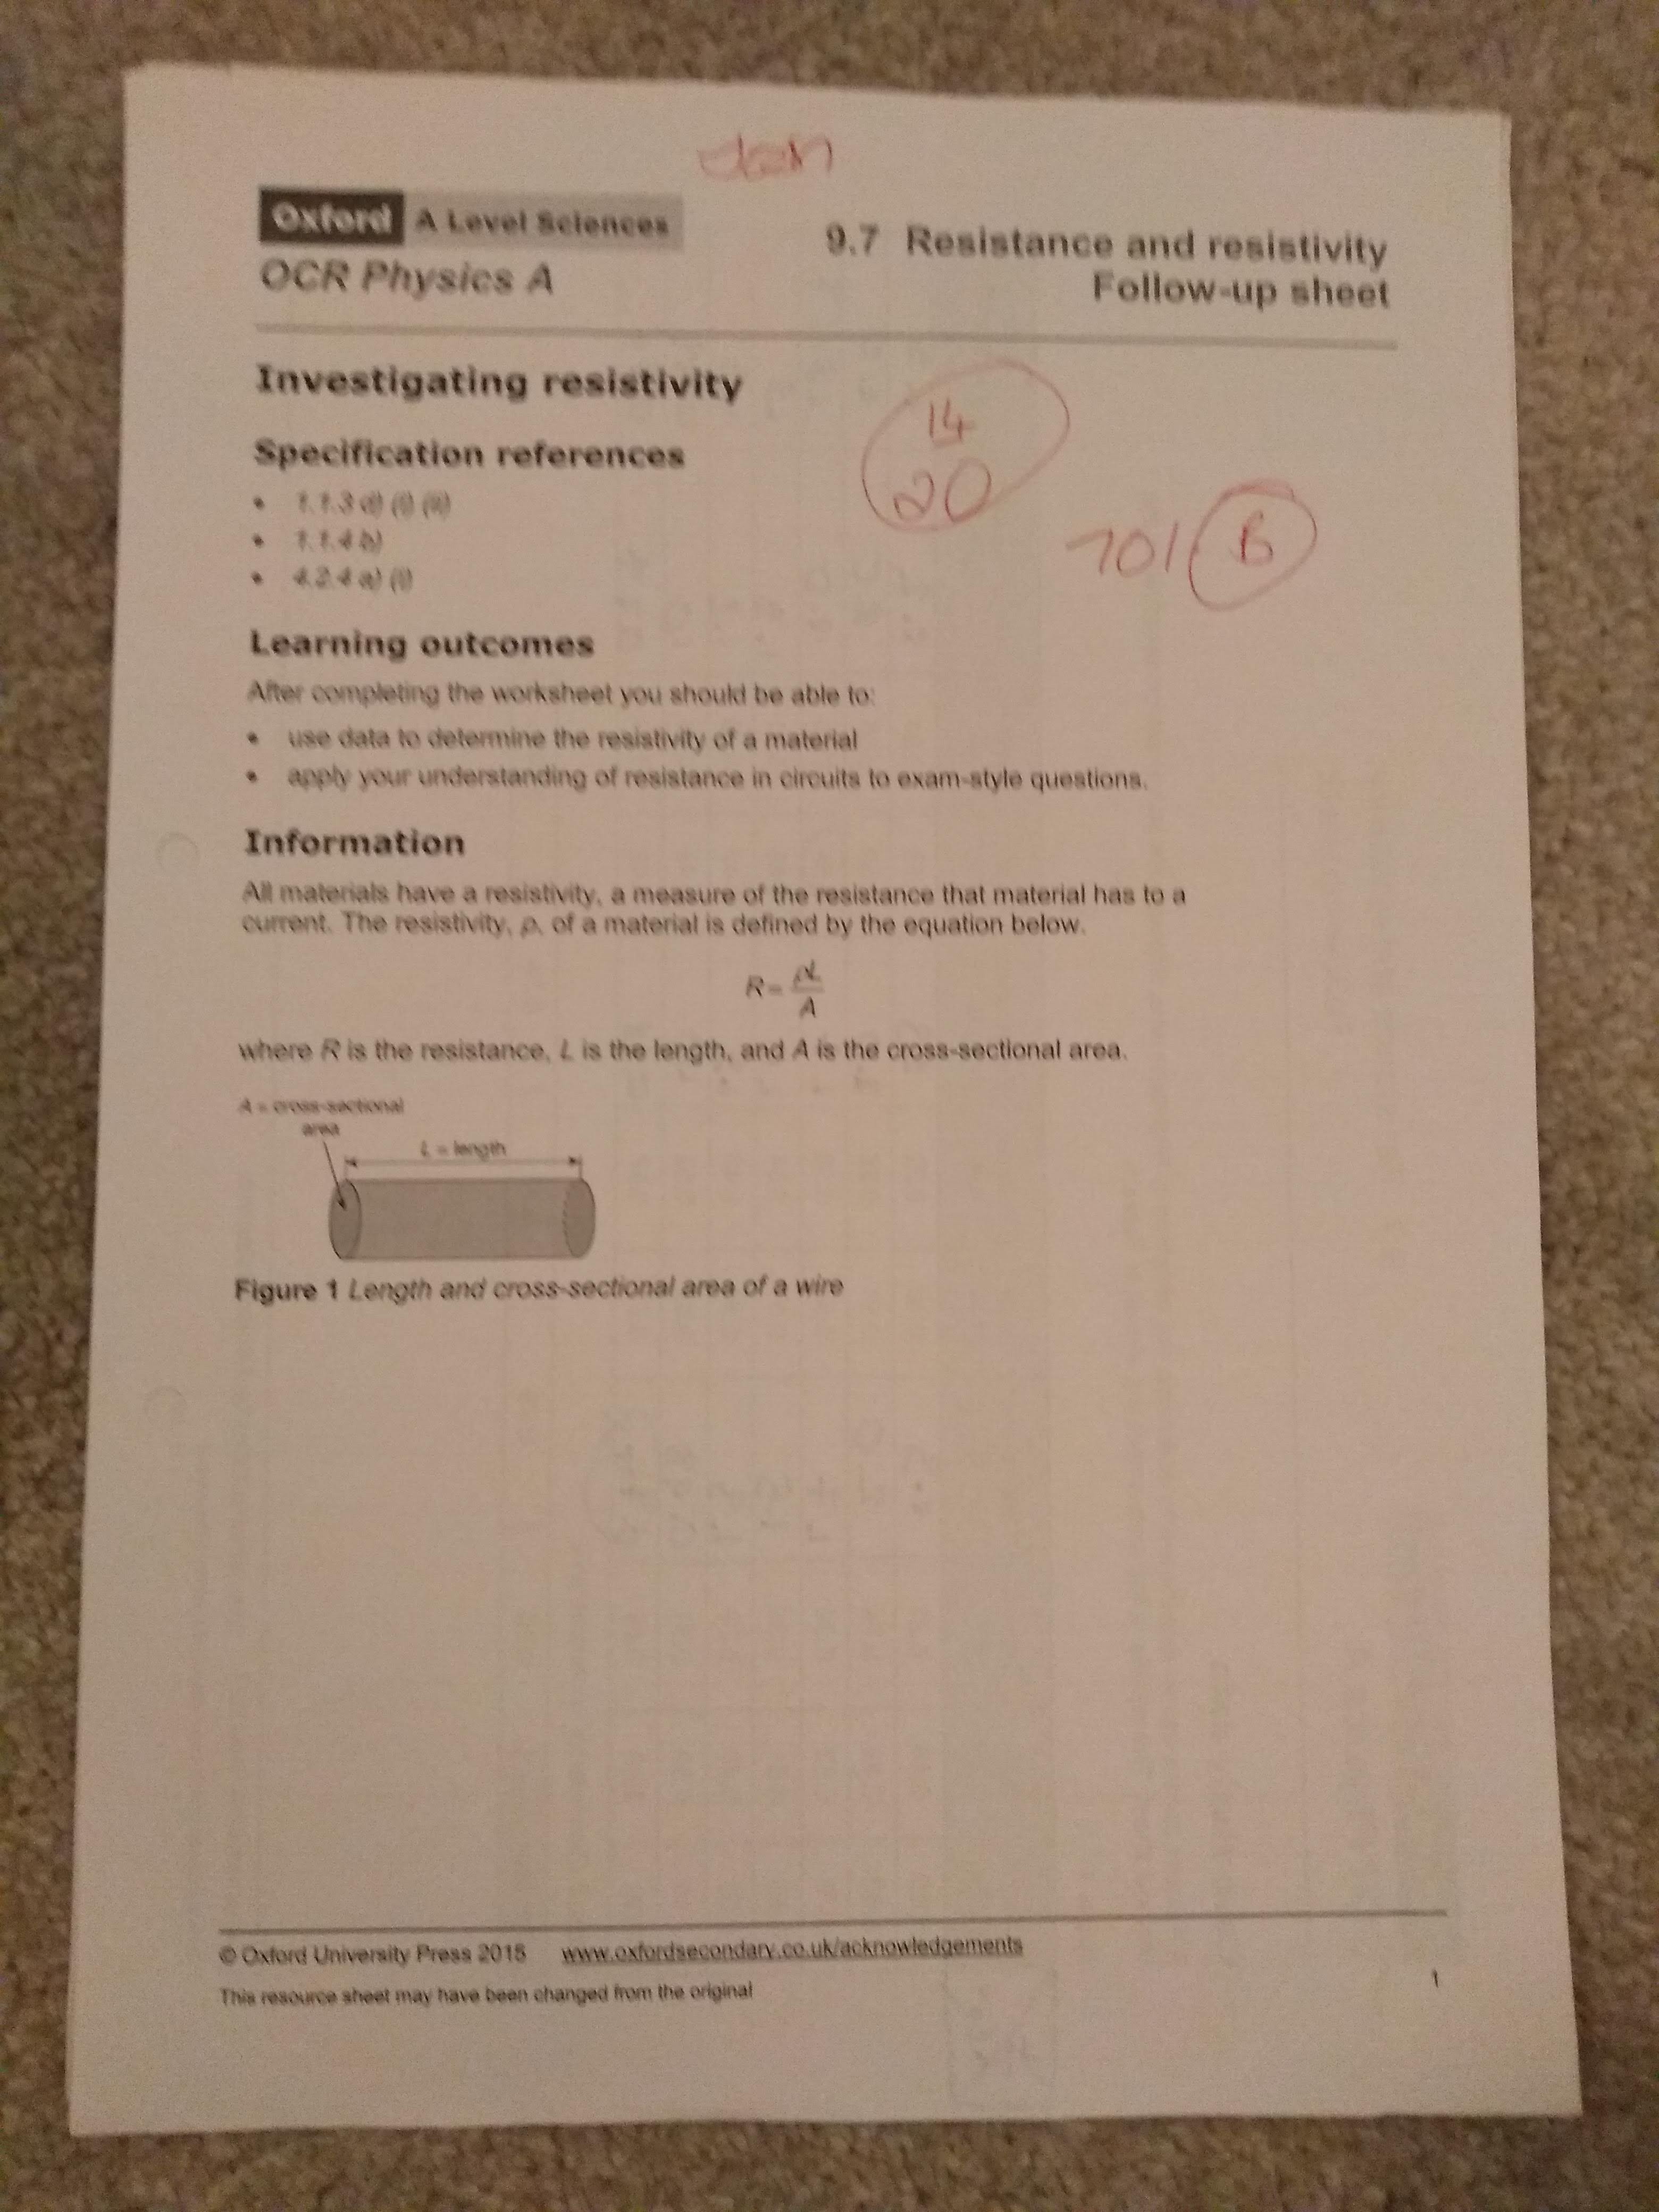 Oxford A Level Sciences
OCR Physics A
9.7 Resistance and resistivity
Follow-up sheet
Investigating resistivity
14
20
70% B
Specification references
• 1.1.3 d) (i) (ii)
• 1.1.4 b)
• 4.2.4 a) (i)
Learning outcomes
After completing the worksheet you should be able to:
• use data to determine the resistivity of a material
• apply your understanding of resistance in circuits to exam-style questions.
Information
All materials have a resistivity, a measure of the resistance that material has to a
current. The resistivity, ρ, of a material is defined by the equation below.
R = ρL/A
where R is the resistance, L is the length, and A is the cross-sectional area.
A = cross-sectional
area
L = length
Figure 1 Length and cross-sectional area of a wire
© Oxford University Press 2015 www.oxfordsecondary.co.uk/acknowledgements
This resource sheet may have been changed from the original
1